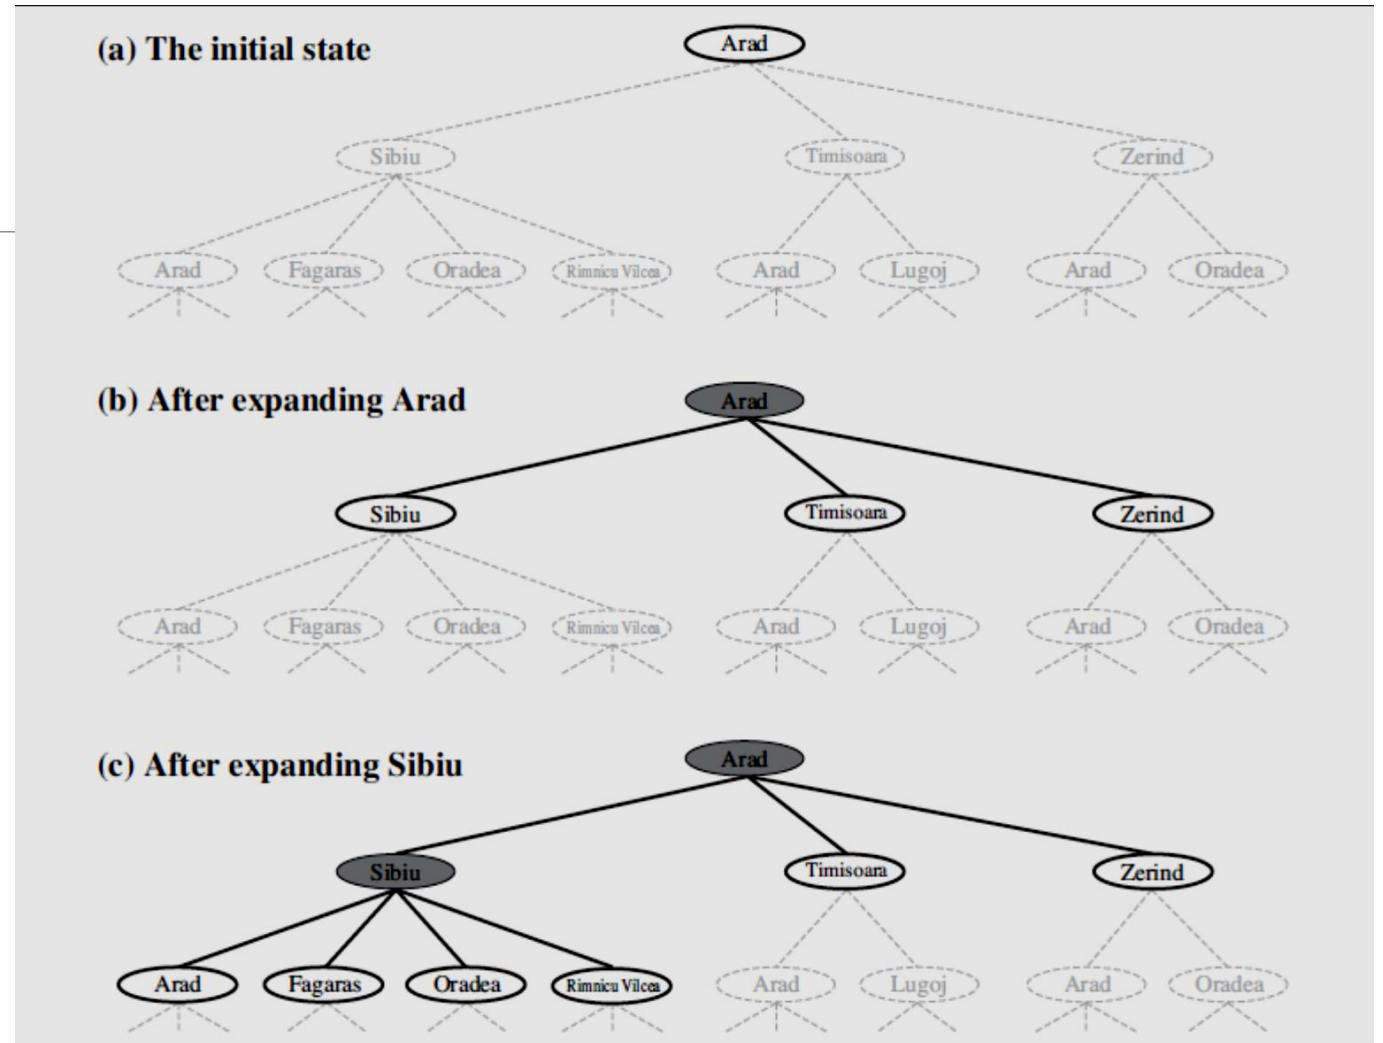 (a) The initial state
Arad
Sibiu Timisoara Zerind
Arad Fagaras Oradea Rimnicu Vilcea Arad Lugoj Arad Oradea
(b) After expanding Arad
Arad
Sibiu Timisoara Zerind
Arad Fagaras Oradea Rimnicu Vilcea Arad Lugoj Arad Oradea
(c) After expanding Sibiu
Arad
Sibiu Timisoara Zerind
Arad Fagaras Oradea Rimnicu Vilcea Arad Lugoj Arad Oradea